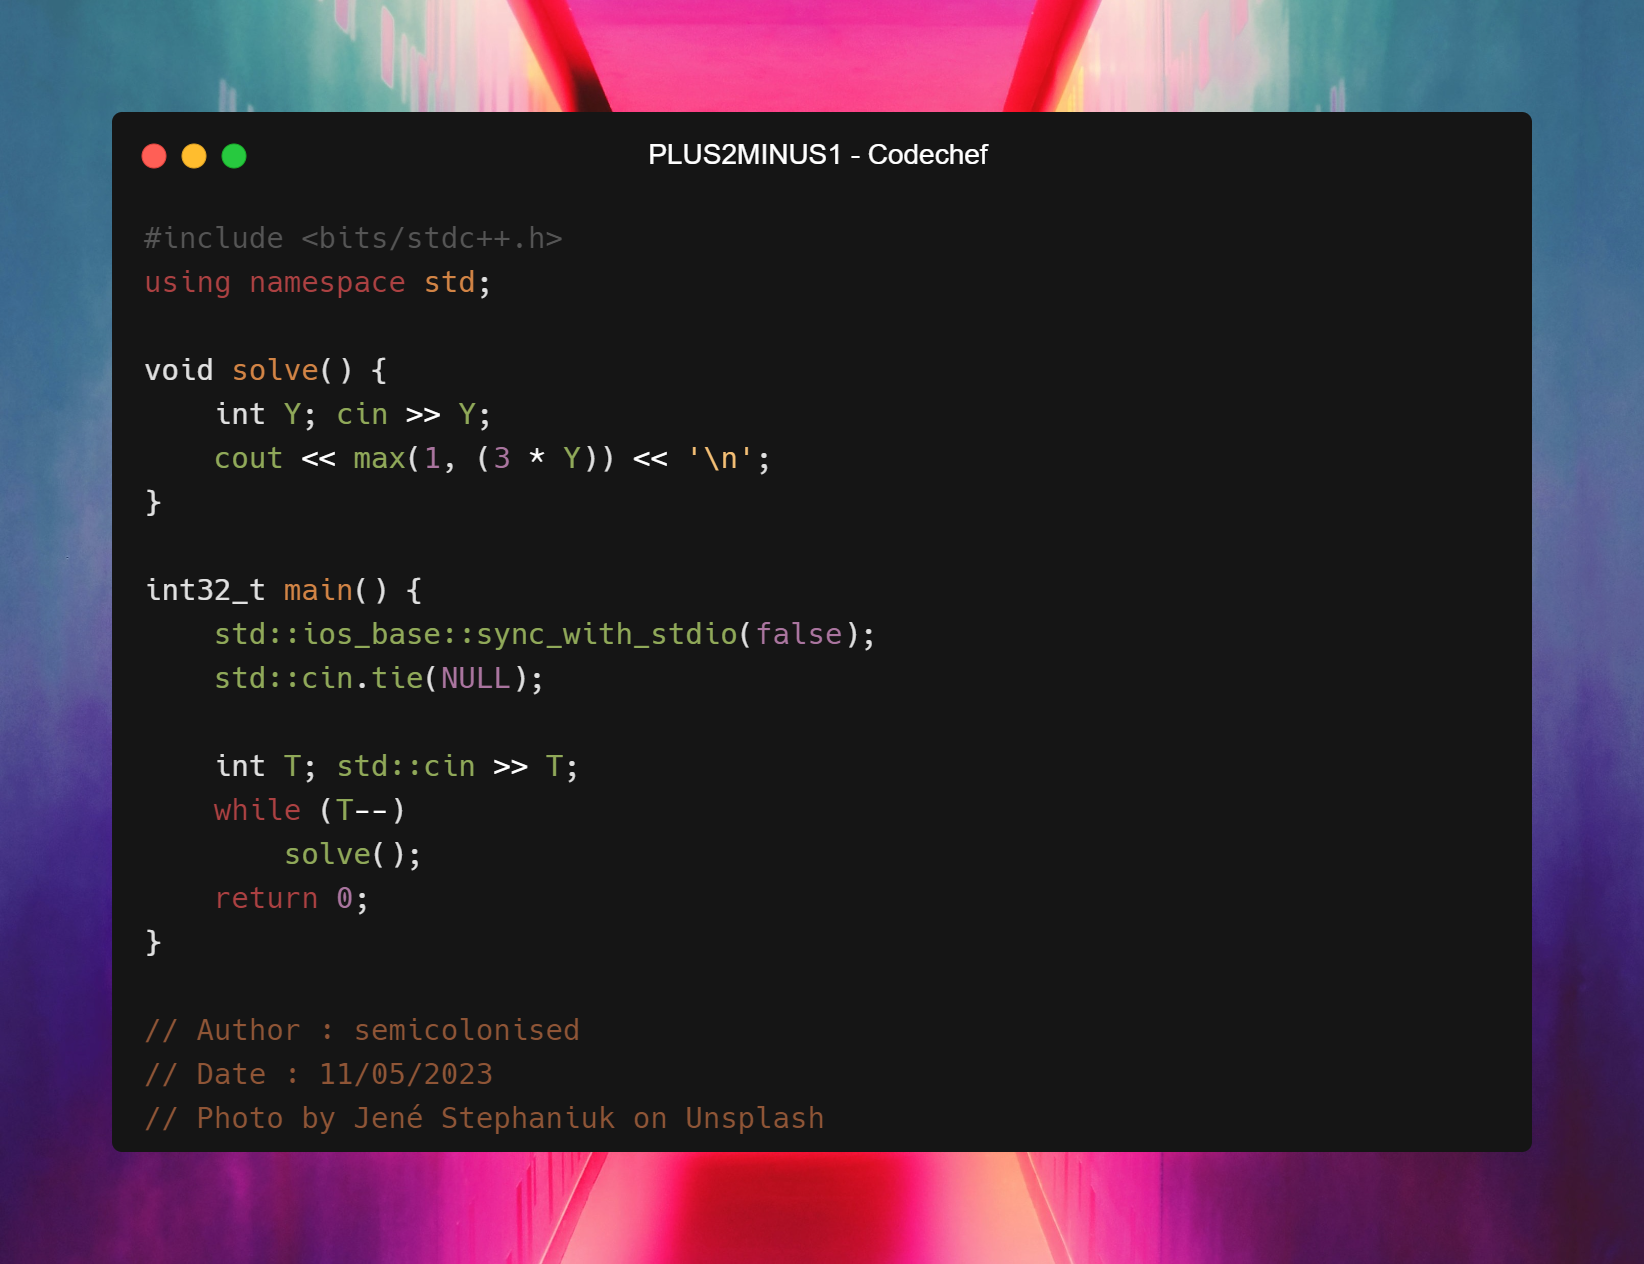 PLUS2MINUS1 - Codechef
#include <bits/stdc++.h>
using namespace std;

void solve() {
    int Y; cin >> Y;
    cout << max(1, (3 * Y)) << '\n';
}

int32_t main() {
    std::ios_base::sync_with_stdio(false);
    std::cin.tie(NULL);

    int T; std::cin >> T;
    while (T--)
        solve();
    return 0;
}

// Author : semicolonised
// Date : 11/05/2023
// Photo by Jené Stephaniuk on Unsplash